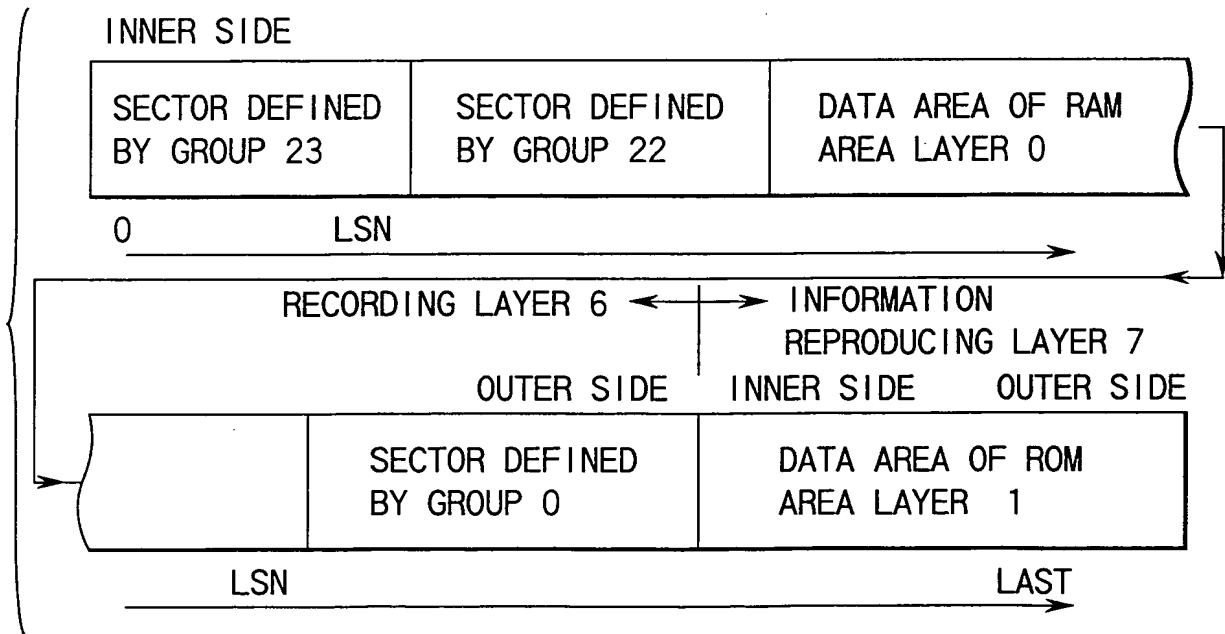 INNER SIDE
SECTOR DEFINED
BY GROUP 23
SECTOR DEFINED
BY GROUP 22
DATA AREA OF RAM
AREA LAYER 0
0
LSN
RECORDING LAYER 6
INFORMATION
REPRODUCING LAYER 7
OUTER SIDE
INNER SIDE
OUTER SIDE
SECTOR DEFINED
BY GROUP 0
DATA AREA OF ROM
AREA LAYER 1
LSN
LAST